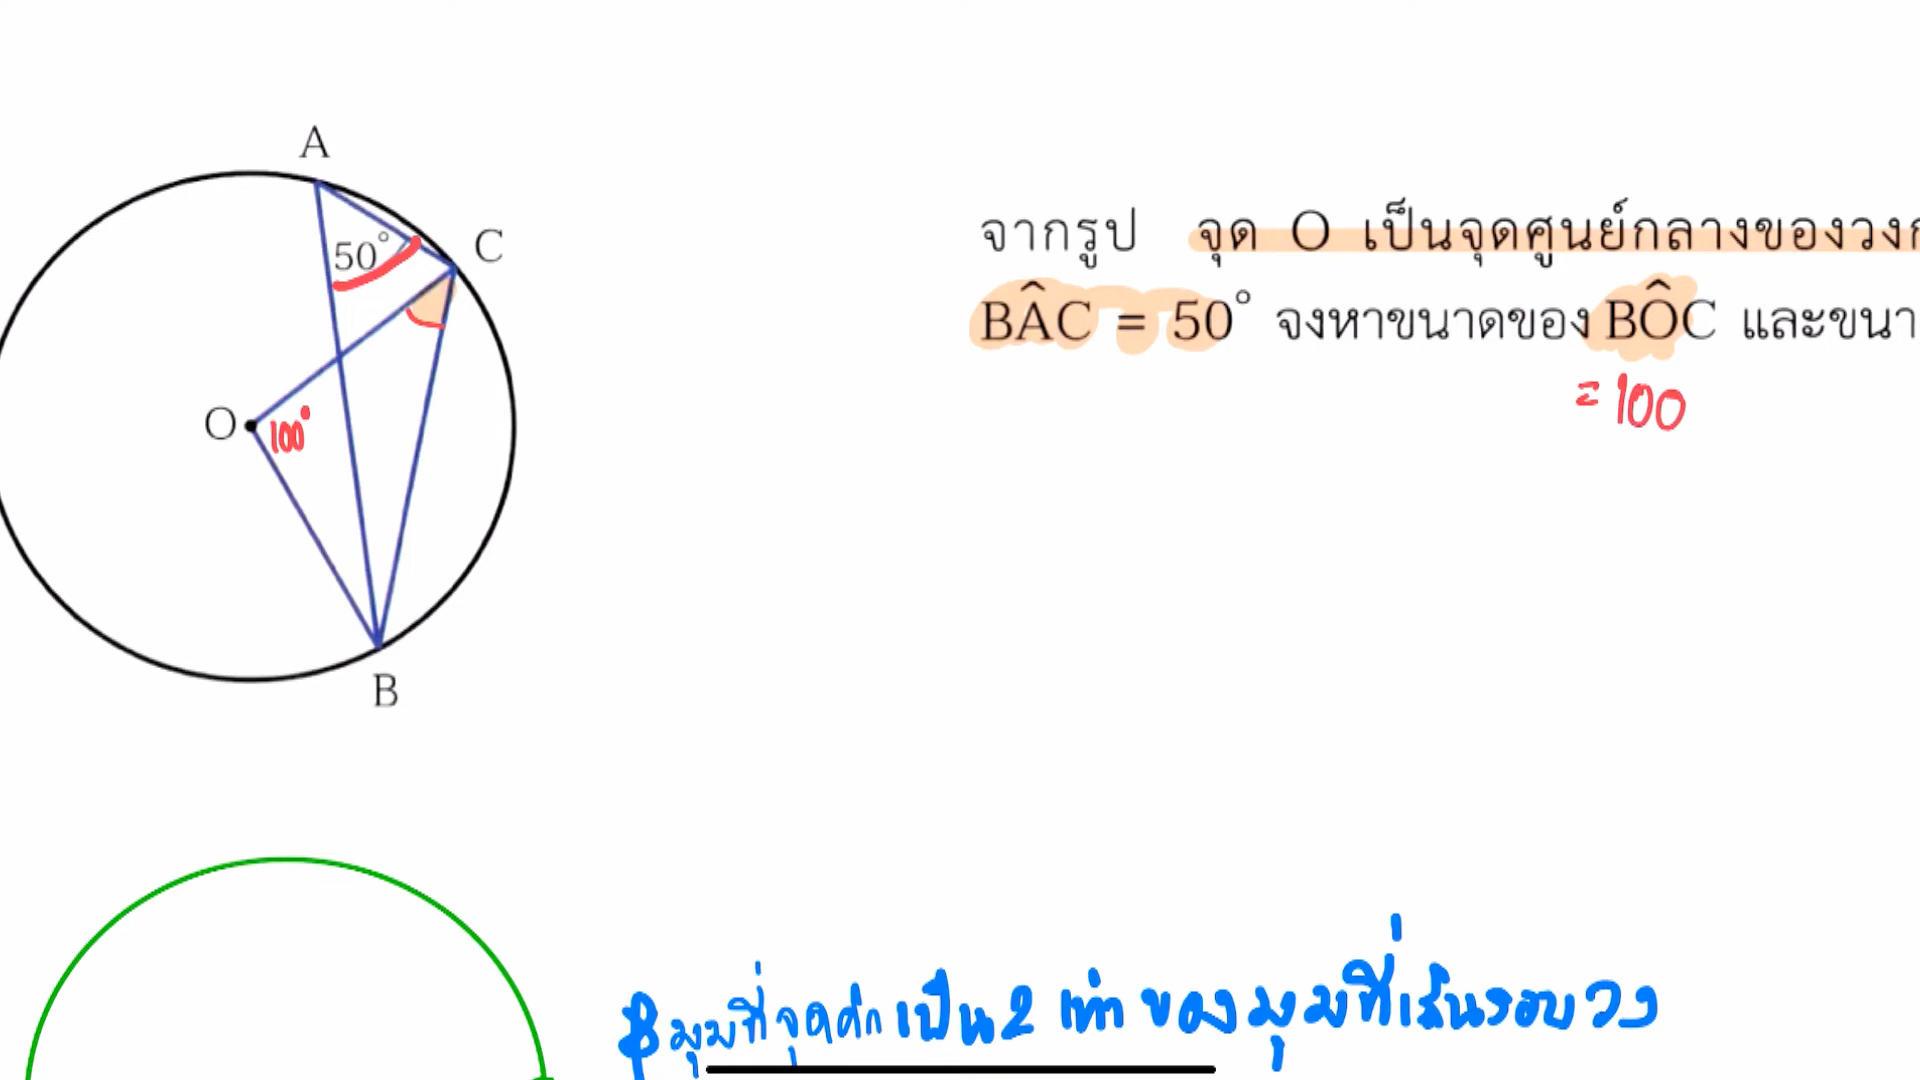 A
C
50°
O
100°
B
จากรูป จุด O เป็นจุดศูนย์กลางของวงก
BÂC = 50° จงหาขนาดของ BÔC และขนา
= 100
มุมที่จุดศก เป็น 2 เท่า ของมุมที่เส้นรอบวง